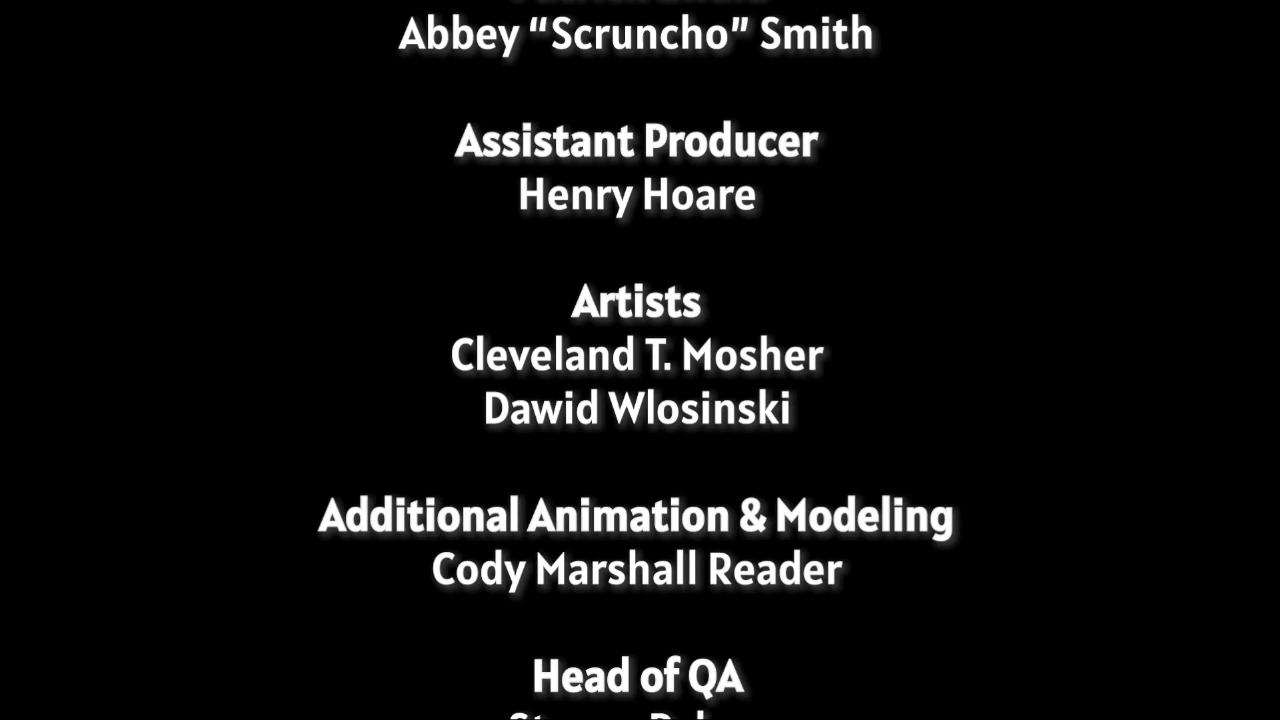 Abbey “Scruncho” Smith
Assistant Producer
Henry Hoare
Artists
Cleveland T. Mosher
Dawid Wlosinski
Additional Animation & Modeling
Cody Marshall Reader
Head of QA